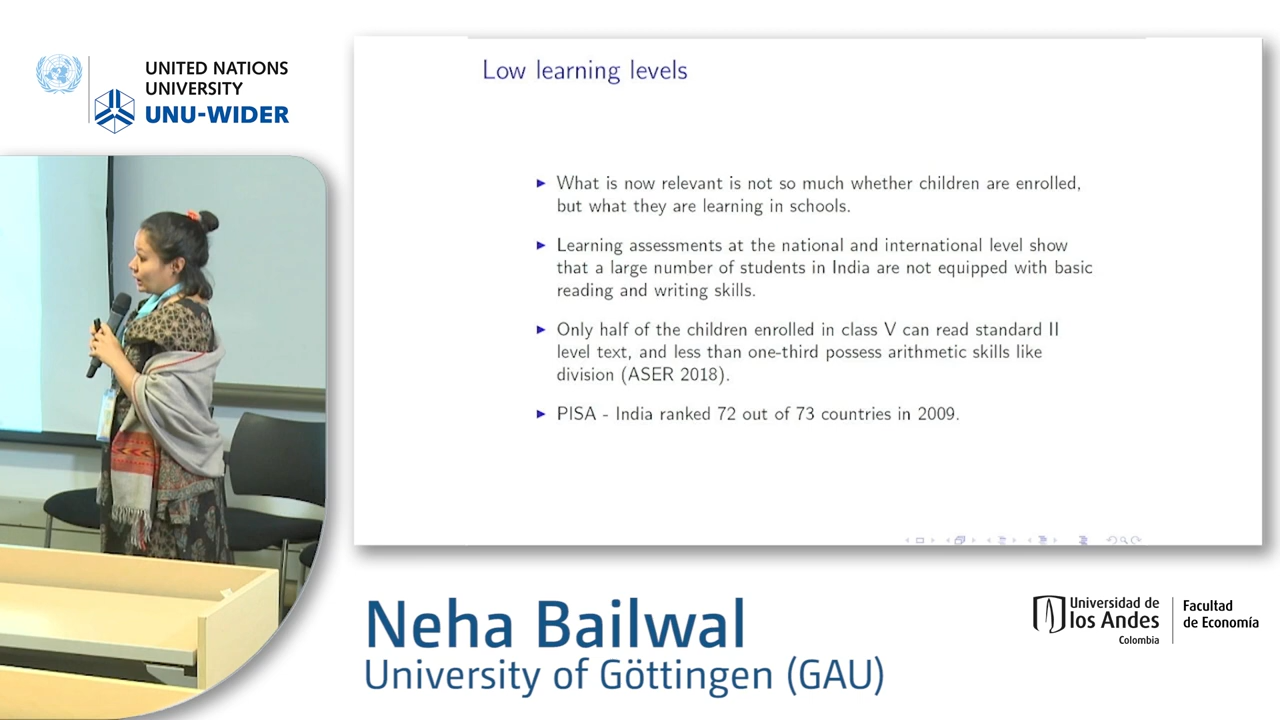 UNITED NATIONS
UNIVERSITY
UNU-WIDER
Low learning levels
What is now relevant is not so much whether children are enrolled,
but what they are learning in schools.
Learning assessments at the national and international level show
that a large number of students in India are not equipped with basic
reading and writing skills.
Only half of the children enrolled in class V can read standard II
level text, and less than one-third possess arithmetic skills like
division (ASER 2018).
PISA - India ranked 72 out of 73 countries in 2009.
Neha Bailwal
University of Göttingen (GAU)
Universidad de
los Andes
Colombia
Facultad
de Economía